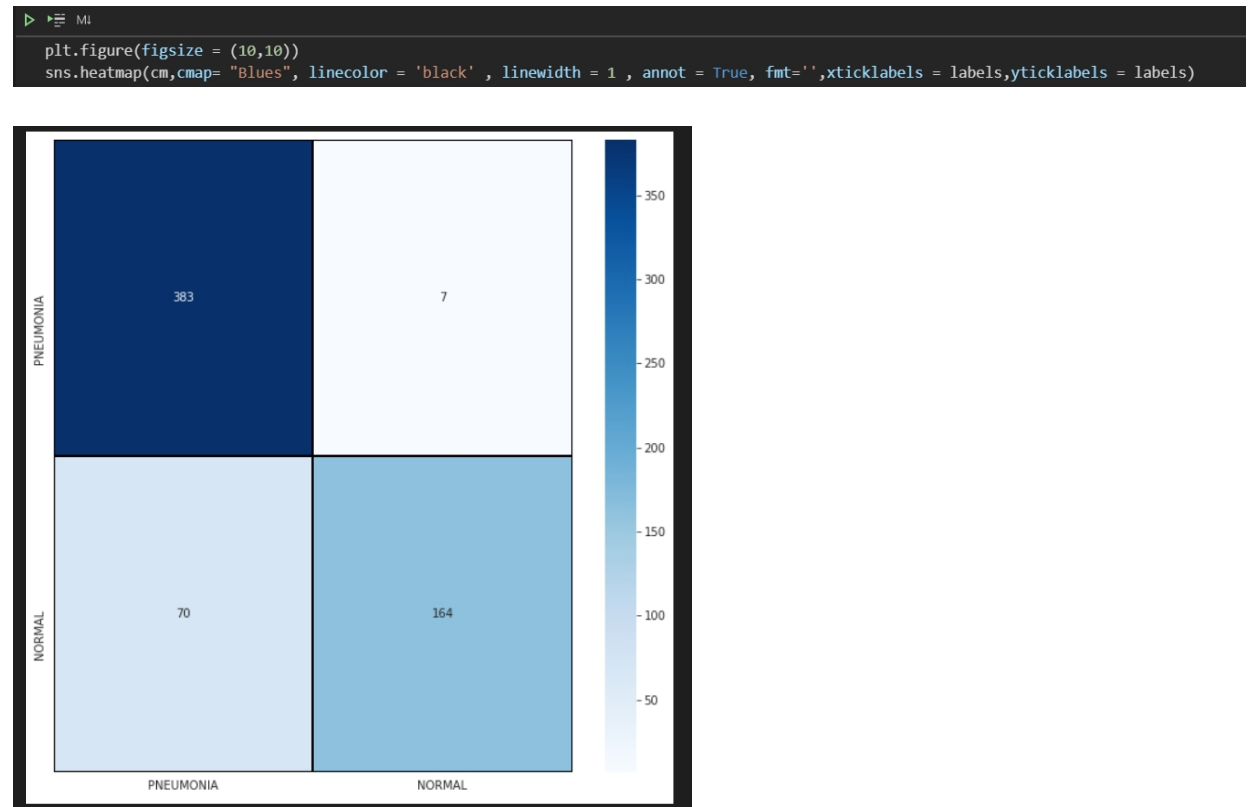 M↓
plt.figure(figsize = (10,10))
sns.heatmap(cm,cmap= "Blues", linecolor = 'black' , linewidth = 1 , annot = True, fmt='',xticklabels = labels,yticklabels = labels)
350
383
7
300
PNEUMONIA
250
200
150
70
164
100
NORMAL
50
PNEUMONIA
NORMAL